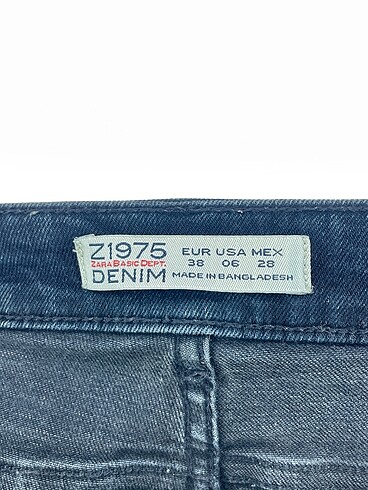 Z1975
ZARA BASIC DEPT.
DENIM
EUR USA MEX
38 06 28
MADE IN BANGLADESH